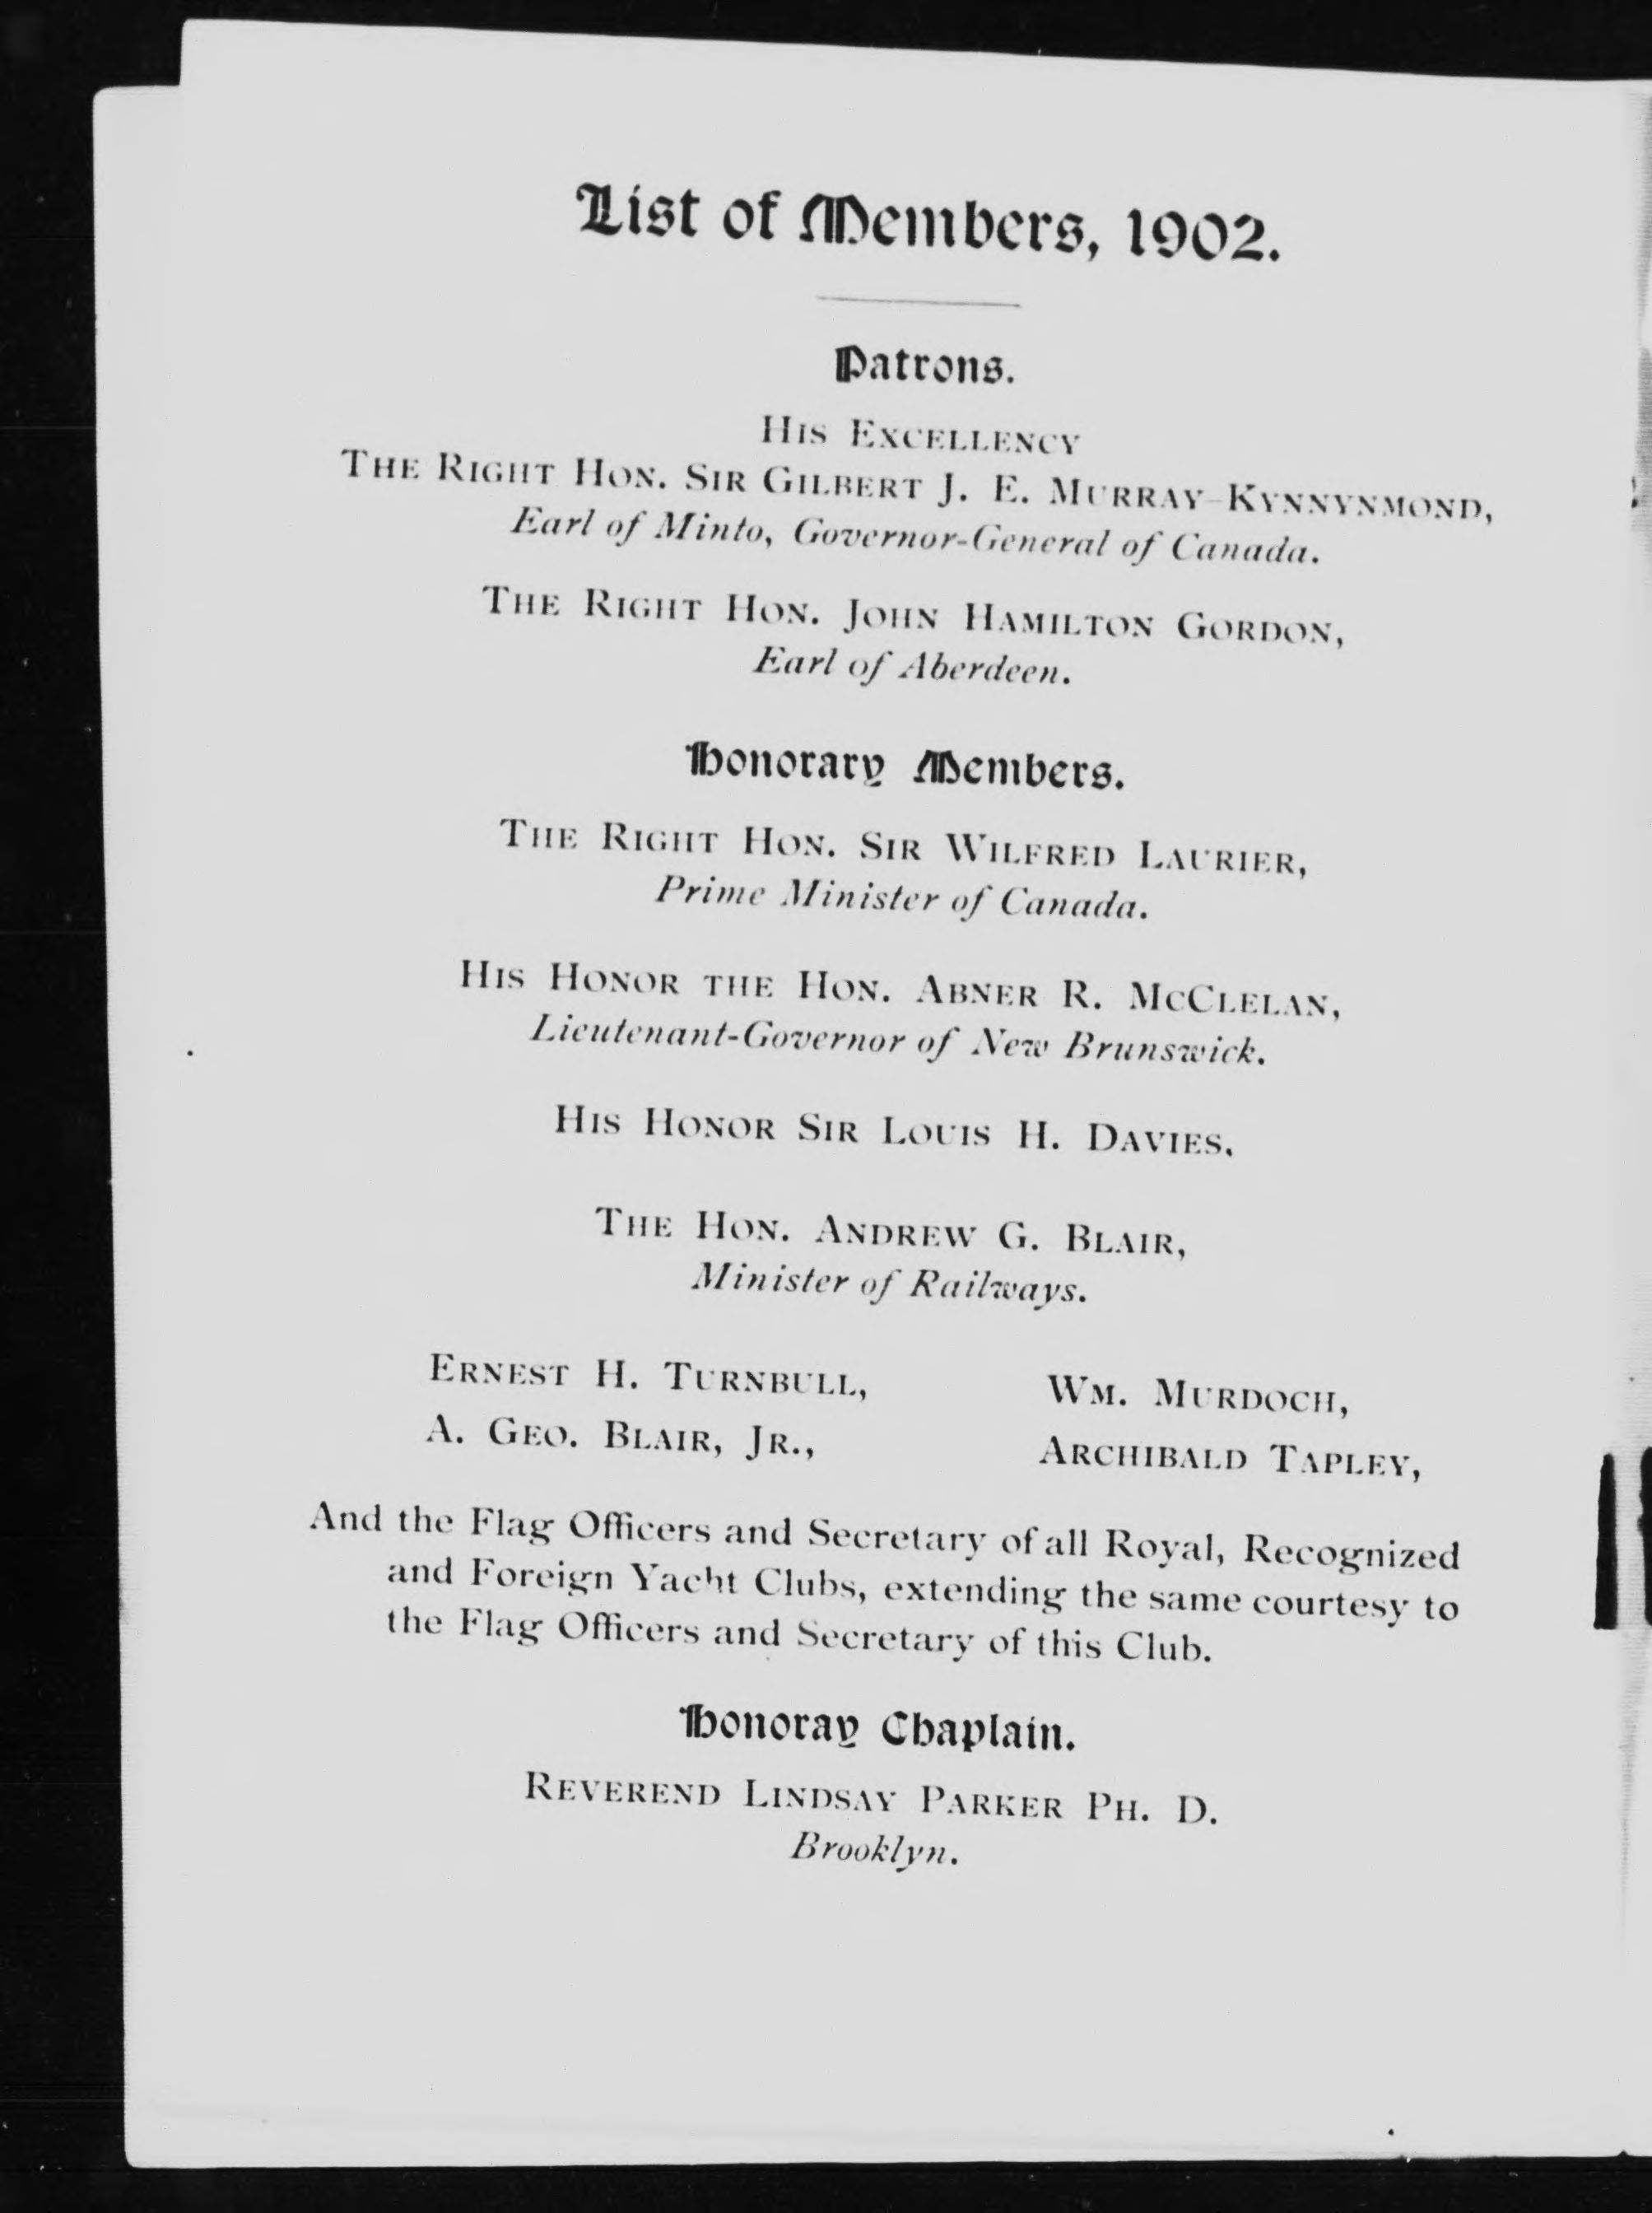 List of Members, 1902.
Patrons.
HIS EXCELLENCY
THE RIGHT HON. SIR GILBERT J. E. MURRAY-KYNNYNMOND,
Earl of Minto, Governor-General of Canada.
THE RIGHT HON. JOHN HAMILTON GORDON,
Earl of Aberdeen.
Honorary Members.
THE RIGHT HON. SIR WILFRED LAURIER,
Prime Minister of Canada.
HIS HONOR THE HON. ABNER R. MCCLELAN,
Lieutenant-Governor of New Brunswick.
HIS HONOR SIR LOUIS H. DAVIES,
THE HON. ANDREW G. BLAIR,
Minister of Railways.
ERNEST H. TURNBULL, WM. MURDOCH,
A. GEO. BLAIR, JR., ARCHIBALD TAPLEY,
And the Flag Officers and Secretary of all Royal, Recognized
and Foreign Yacht Clubs, extending the same courtesy to
the Flag Officers and Secretary of this Club.
Honoray Chaplain.
REVEREND LINDSAY PARKER PH. D.
Brooklyn.